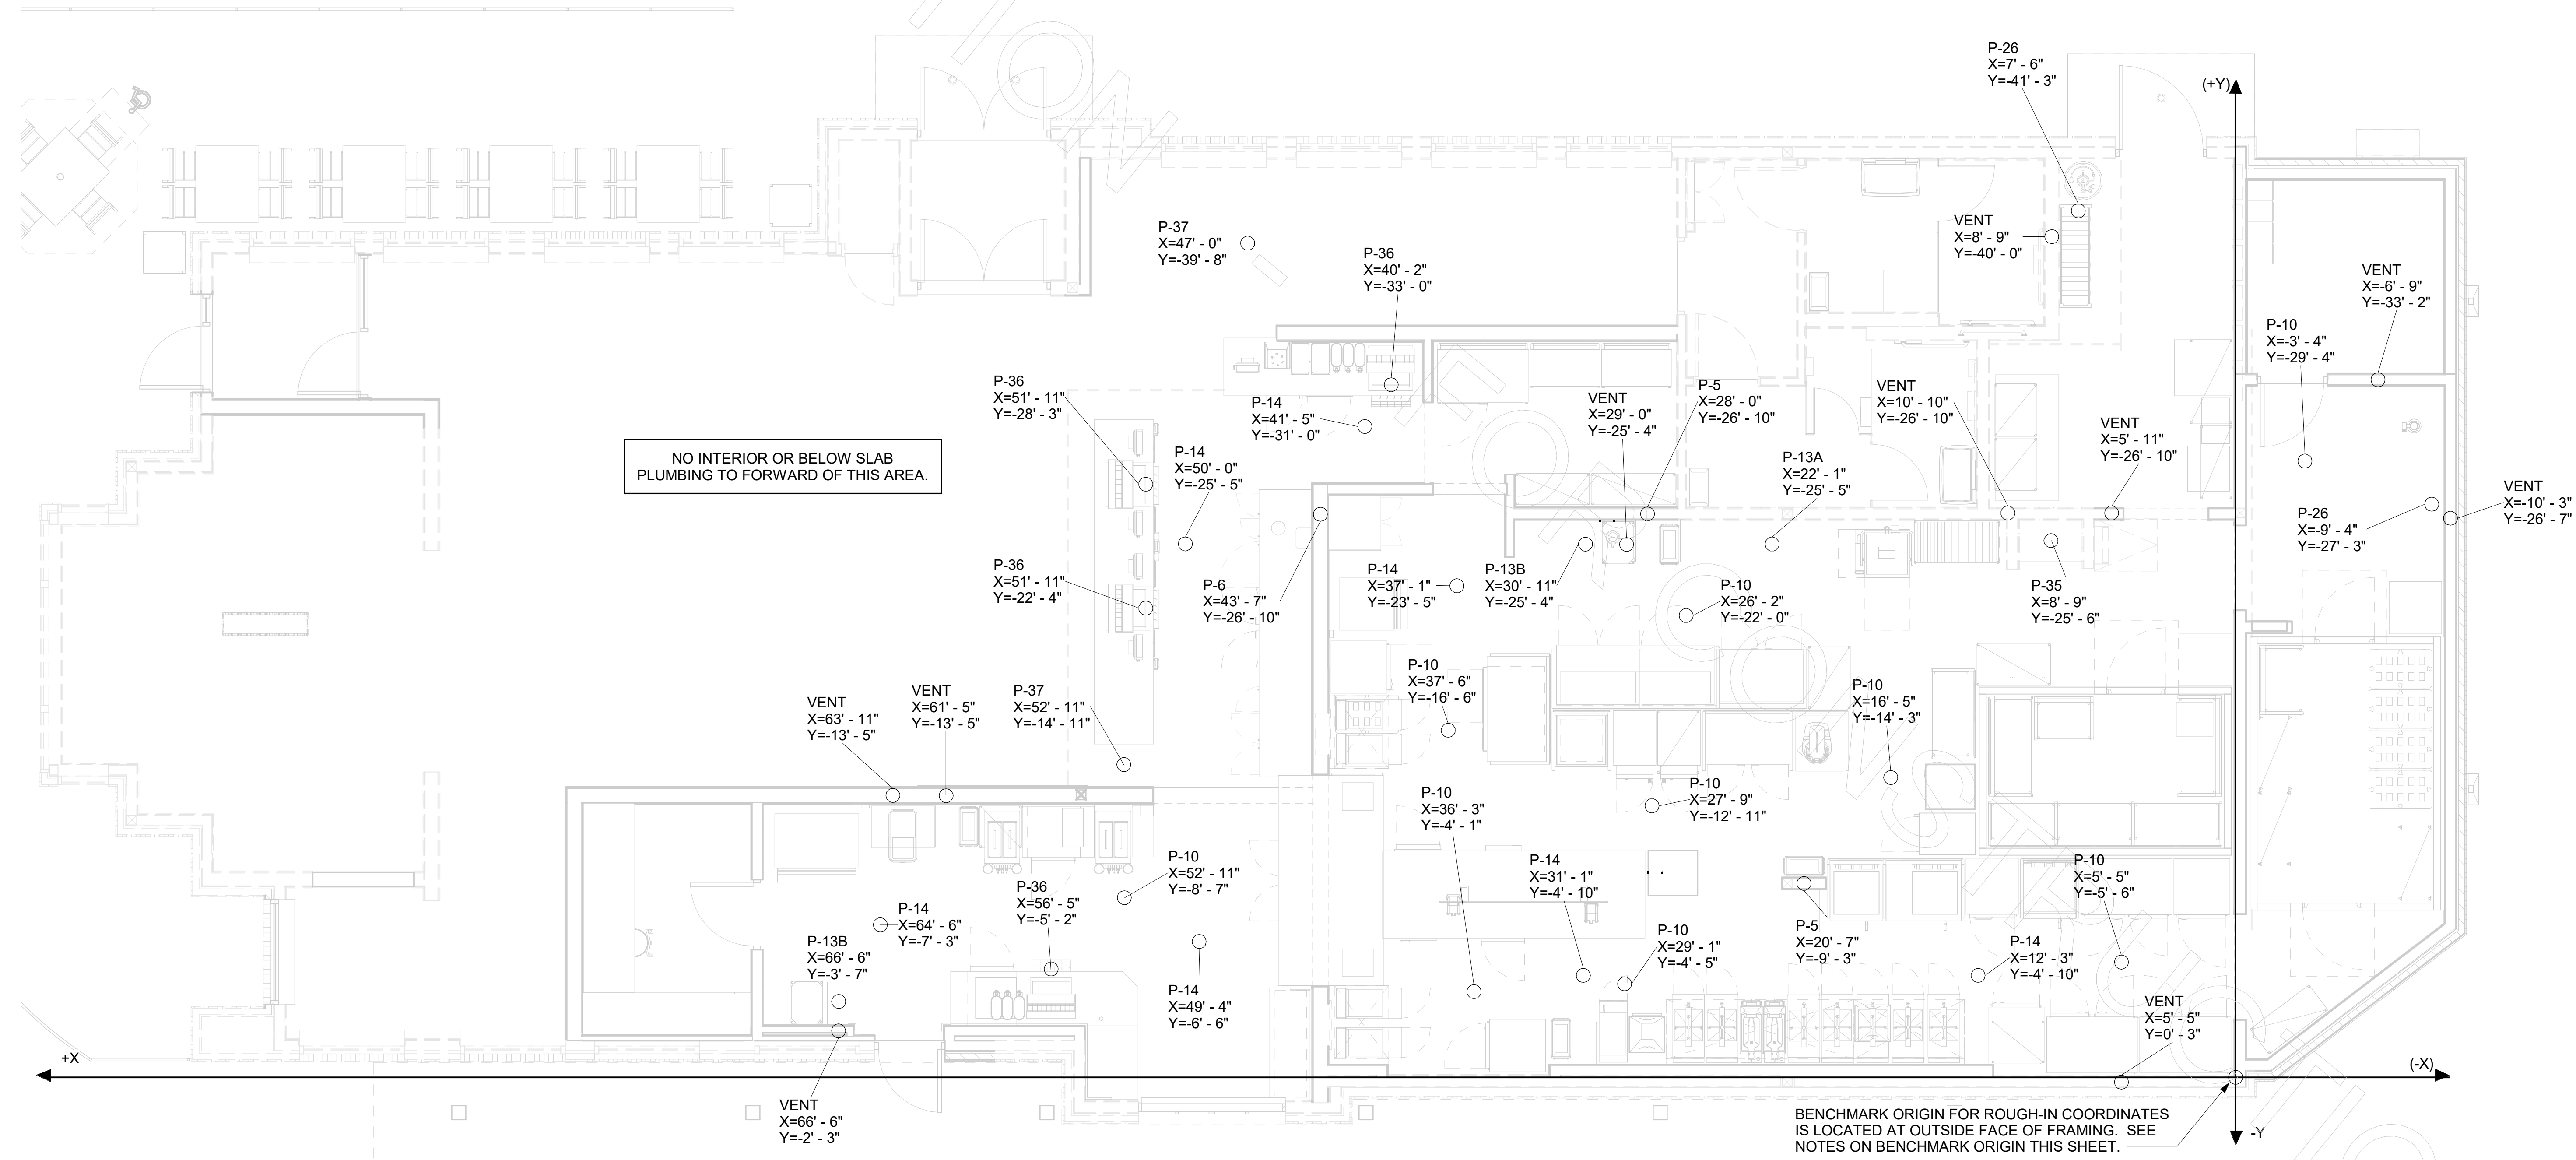 P-26
X=7' - 6"
Y=-41' - 3"
(+Y)
P-37
X=47' - 0"
Y=-39' - 8"
VENT
X=8' - 9"
Y=-40' - 0"
P-36
X=40' - 2"
Y=-33' - 0"
VENT
X=-6' - 9"
Y=-33' - 2"
P-10
X=-3' - 4"
Y=-29' - 4"
P-36
X=51' - 11"
Y=-28' - 3"
P-14
X=41' - 5"
Y=-31' - 0"
VENT
X=29' - 0"
Y=-25' - 4"
P-5
X=28' - 0"
Y=-26' - 10"
VENT
X=10' - 10"
Y=-26' - 10"
VENT
X=5' - 11"
Y=-26' - 10"
NO INTERIOR OR BELOW SLAB
PLUMBING TO FORWARD OF THIS AREA.
P-14
X=50' - 0"
Y=-25' - 5"
P-13A
X=22' - 1"
Y=-25' - 5"
VENT
X=-10' - 3"
Y=-26' - 7"
P-26
X=-9' - 4"
Y=-27' - 3"
P-36
X=51' - 11"
Y=-22' - 4"
P-6
X=43' - 7"
Y=-26' - 10"
P-14
X=37' - 1"
Y=-23' - 5"
P-13B
X=30' - 11"
Y=-25' - 4"
P-10
X=26' - 2"
Y=-22' - 0"
P-35
X=8' - 9"
Y=-25' - 6"
P-10
X=37' - 6"
Y=-16' - 6"
VENT
X=63' - 11"
Y=-13' - 5"
VENT
X=61' - 5"
Y=-13' - 5"
P-37
X=52' - 11"
Y=-14' - 11"
P-10
X=16' - 5"
Y=-14' - 3"
P-10
X=36' - 3"
Y=-4' - 1"
P-10
X=27' - 9"
Y=-12' - 11"
P-10
X=52' - 11"
Y=-8' - 7"
P-14
X=31' - 1"
Y=-4' - 10"
P-10
X=5' - 5"
Y=-5' - 6"
P-36
X=56' - 5"
Y=-5' - 2"
P-14
X=64' - 6"
Y=-7' - 3"
P-13B
X=66' - 6"
Y=-3' - 7"
P-10
X=29' - 1"
Y=-4' - 5"
P-5
X=20' - 7"
Y=-9' - 3"
P-14
X=12' - 3"
Y=-4' - 10"
P-14
X=49' - 4"
Y=-6' - 6"
VENT
X=5' - 5"
Y=0' - 3"
+X
(-X)
VENT
X=66' - 6"
Y=-2' - 3"
BENCHMARK ORIGIN FOR ROUGH-IN COORDINATES
IS LOCATED AT OUTSIDE FACE OF FRAMING. SEE
NOTES ON BENCHMARK ORIGIN THIS SHEET.
-Y